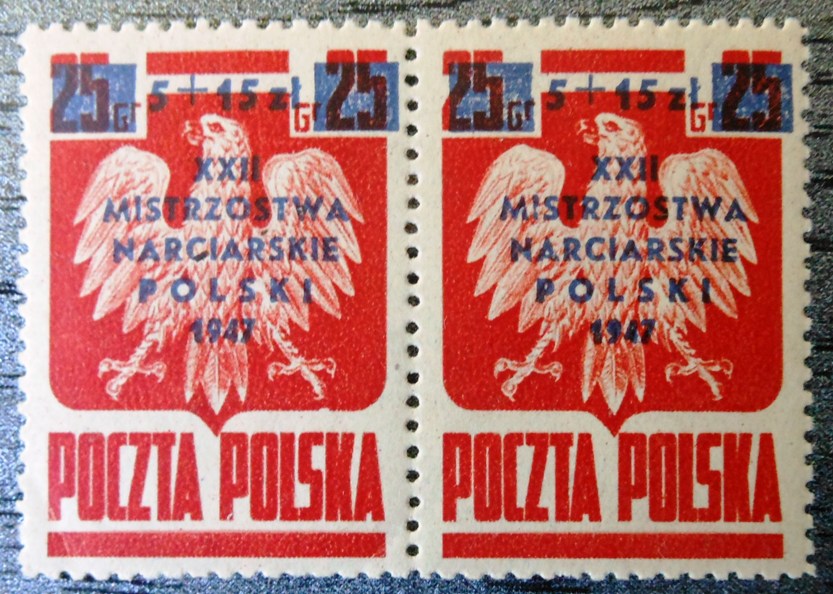 25 Gr 5+15 zł Gr 25
XXII
MISTRZOSTWA
NARCIARSKIE
POLSKI
1947
POCZTA POLSKA
25 Gr 5+15 zł Gr 25
XXII
MISTRZOSTWA
NARCIARSKIE
POLSKI
1947
POCZTA POLSKA